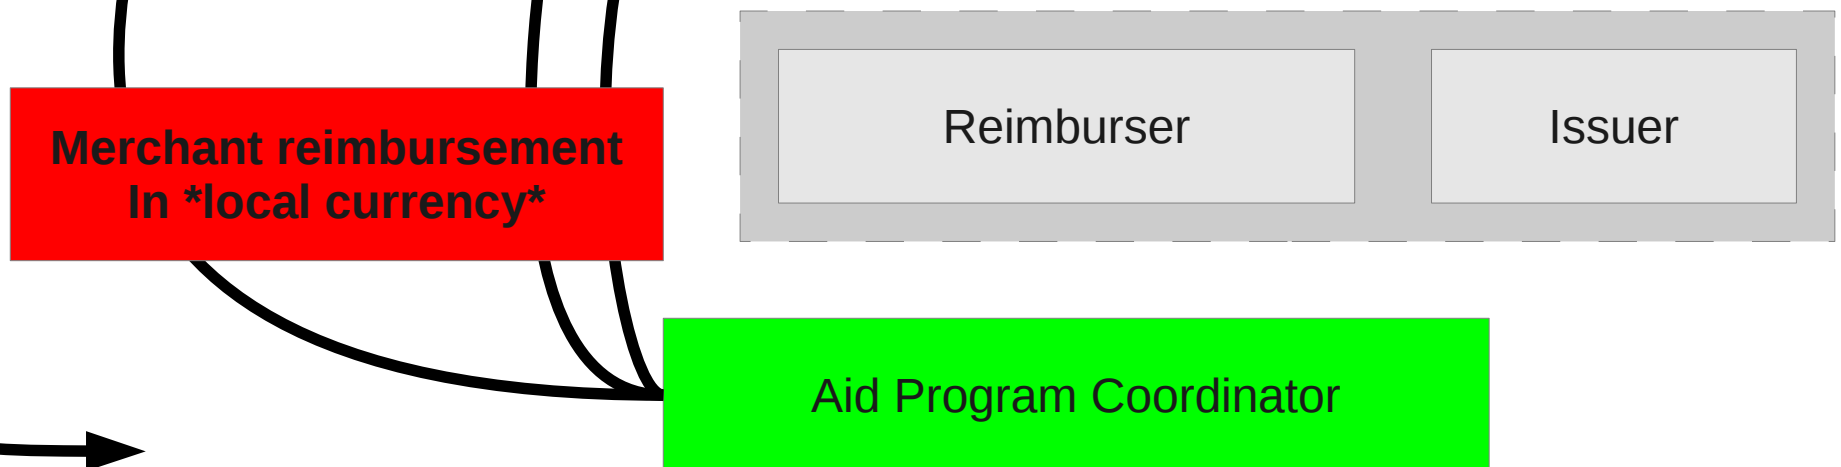 Merchant reimbursement
In *local currency*
Reimburser
Issuer
Aid Program Coordinator